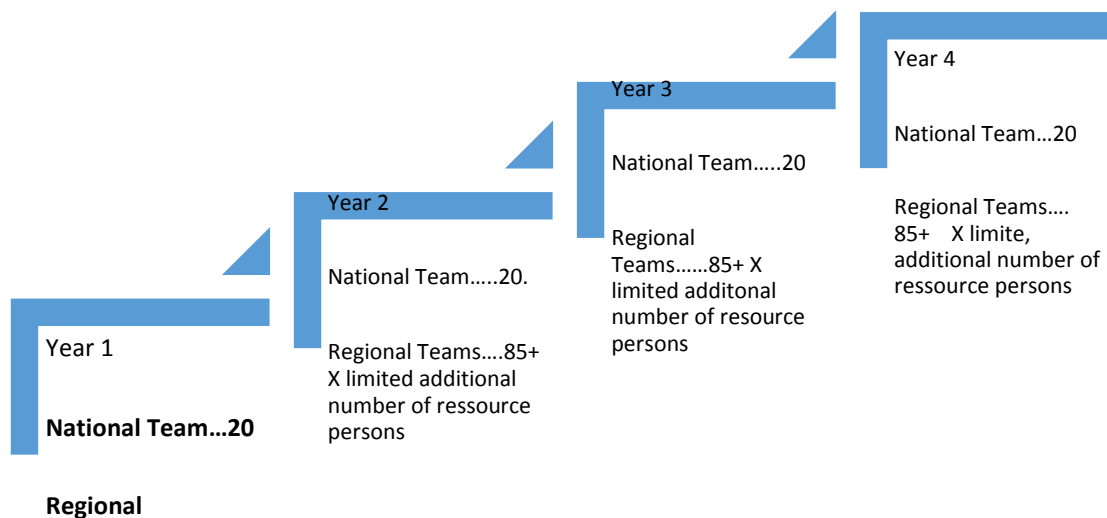 Year 1
National Team…20
Regional
Year 2
National Team…..20.
Regional Teams….85+
X limited additional
number of ressource
persons
Year 3
National Team…..20
Regional
Teams……85+ X
limited additonal
number of resource
persons
Year 4
National Team…20
Regional Teams….
85+ X limite,
additional number of
ressource persons